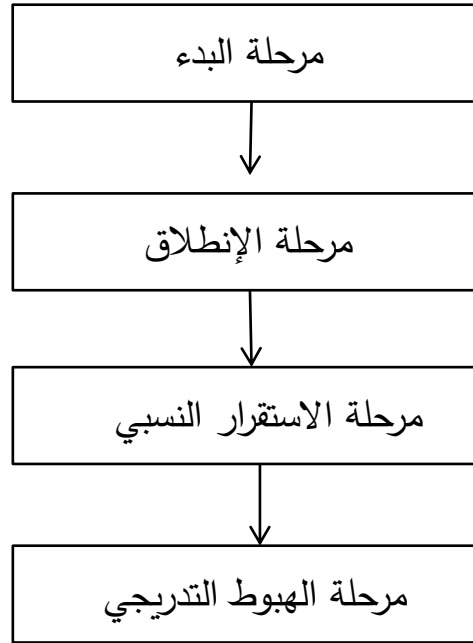 مرحلة البدء
مرحلة الإنطلاق
مرحلة الاستقرار النسبي
مرحلة الهبوط التدريجي